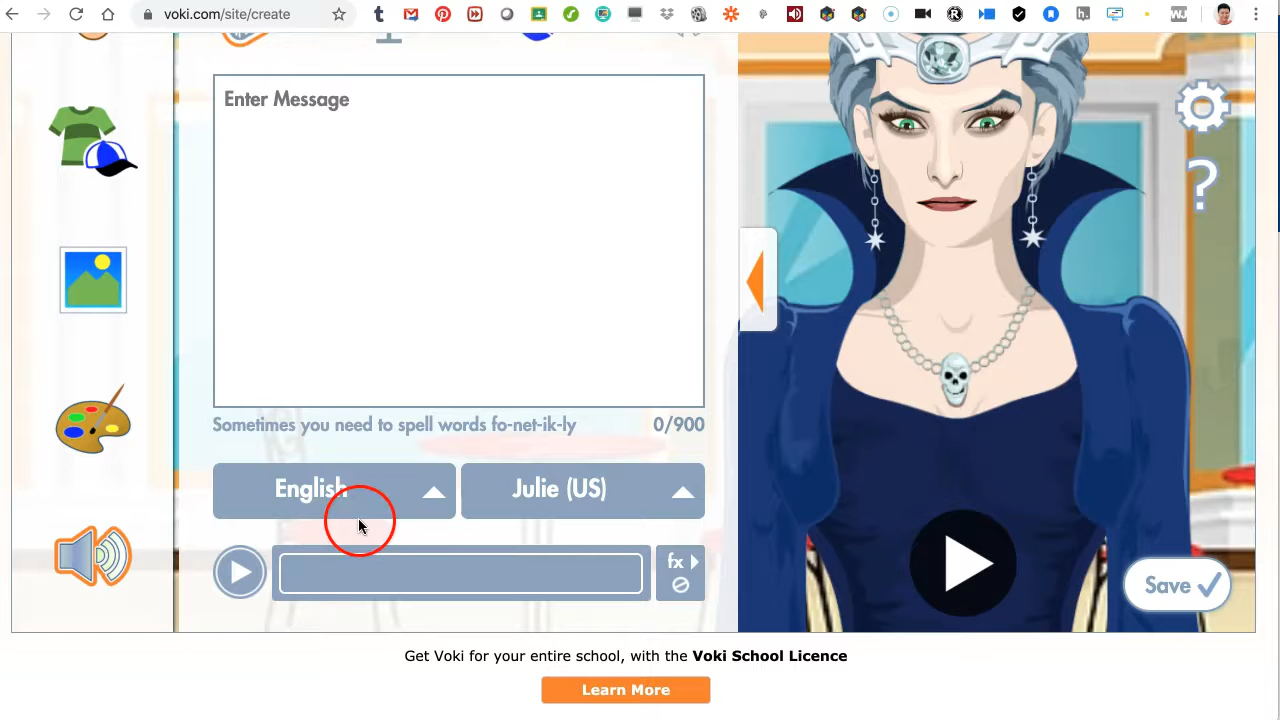 voki.com/site/create
Enter Message
Sometimes you need to spell words fo-net-ik-ly 0/900
English Julie (US)
fx
Save
Get Voki for your entire school, with the Voki School Licence
Learn More